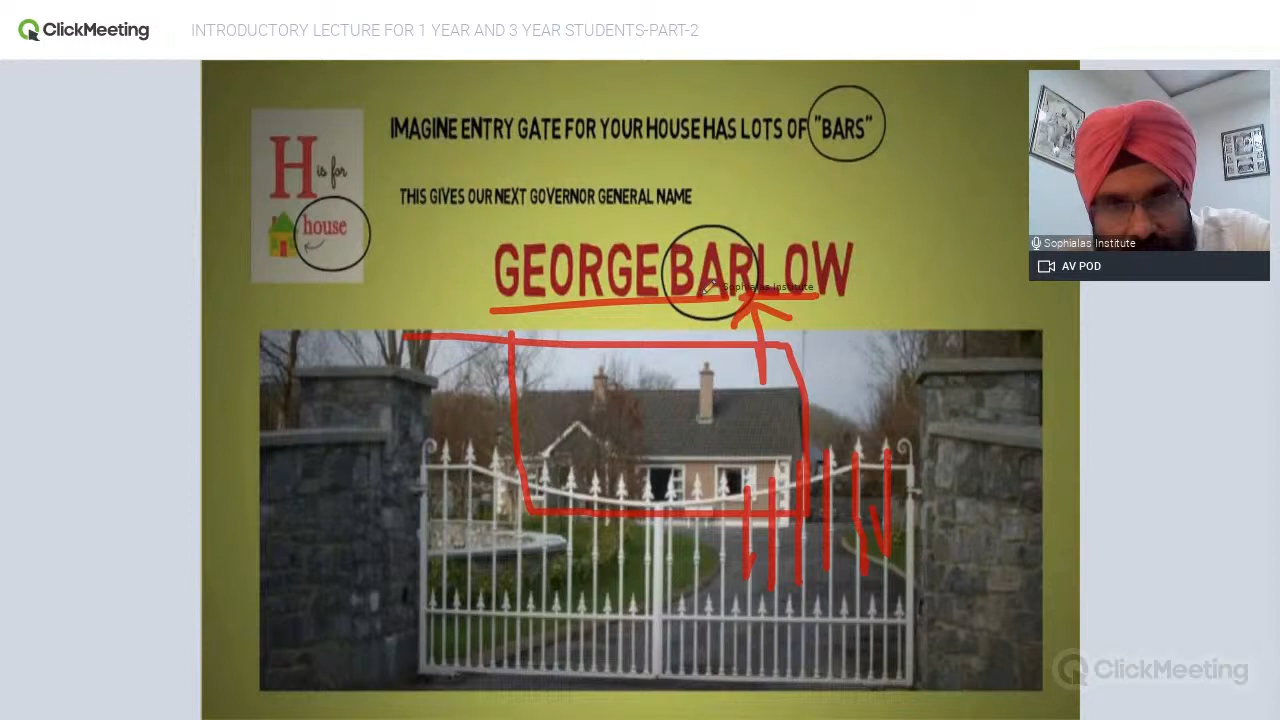 ClickMeeting
INTRODUCTORY LECTURE FOR 1 YEAR AND 3 YEAR STUDENTS-PART-2
IMAGINE ENTRY GATE FOR YOUR HOUSE HAS LOTS OF "BARS"
H is for
house
THIS GIVES OUR NEXT GOVERNOR GENERAL NAME
GEORGE BARLOW
Sophialas Institute
Sophialas Institute
AV POD
ClickMeeting